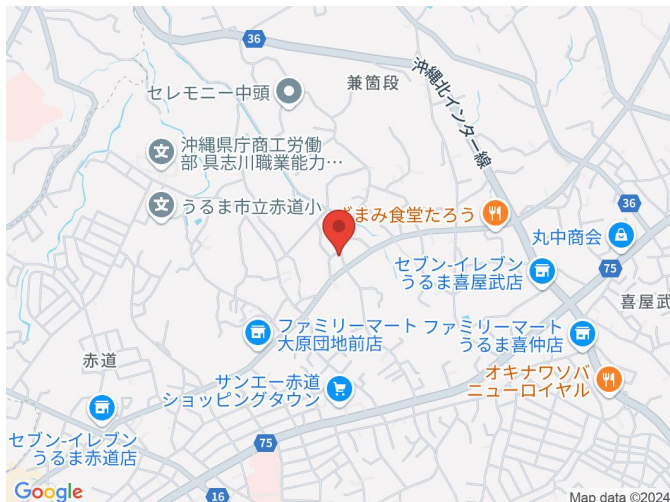 36
兼箇段
沖縄北インター線
セレモニー中頭
沖縄県庁商工労働
部 具志川職業能力…
うるま市立赤道小
ざまみ食堂たろう
36
丸中商会
セブン-イレブン
うるま喜屋武店
75
喜屋武
ファミリーマート
大原団地前店
ファミリーマート
うるま喜仲店
赤道
サンエー赤道
ショッピングタウン
オキナワソバ
ニューロイヤル
セブン-イレブン
うるま赤道店
75
16
Google
Map data ©2024